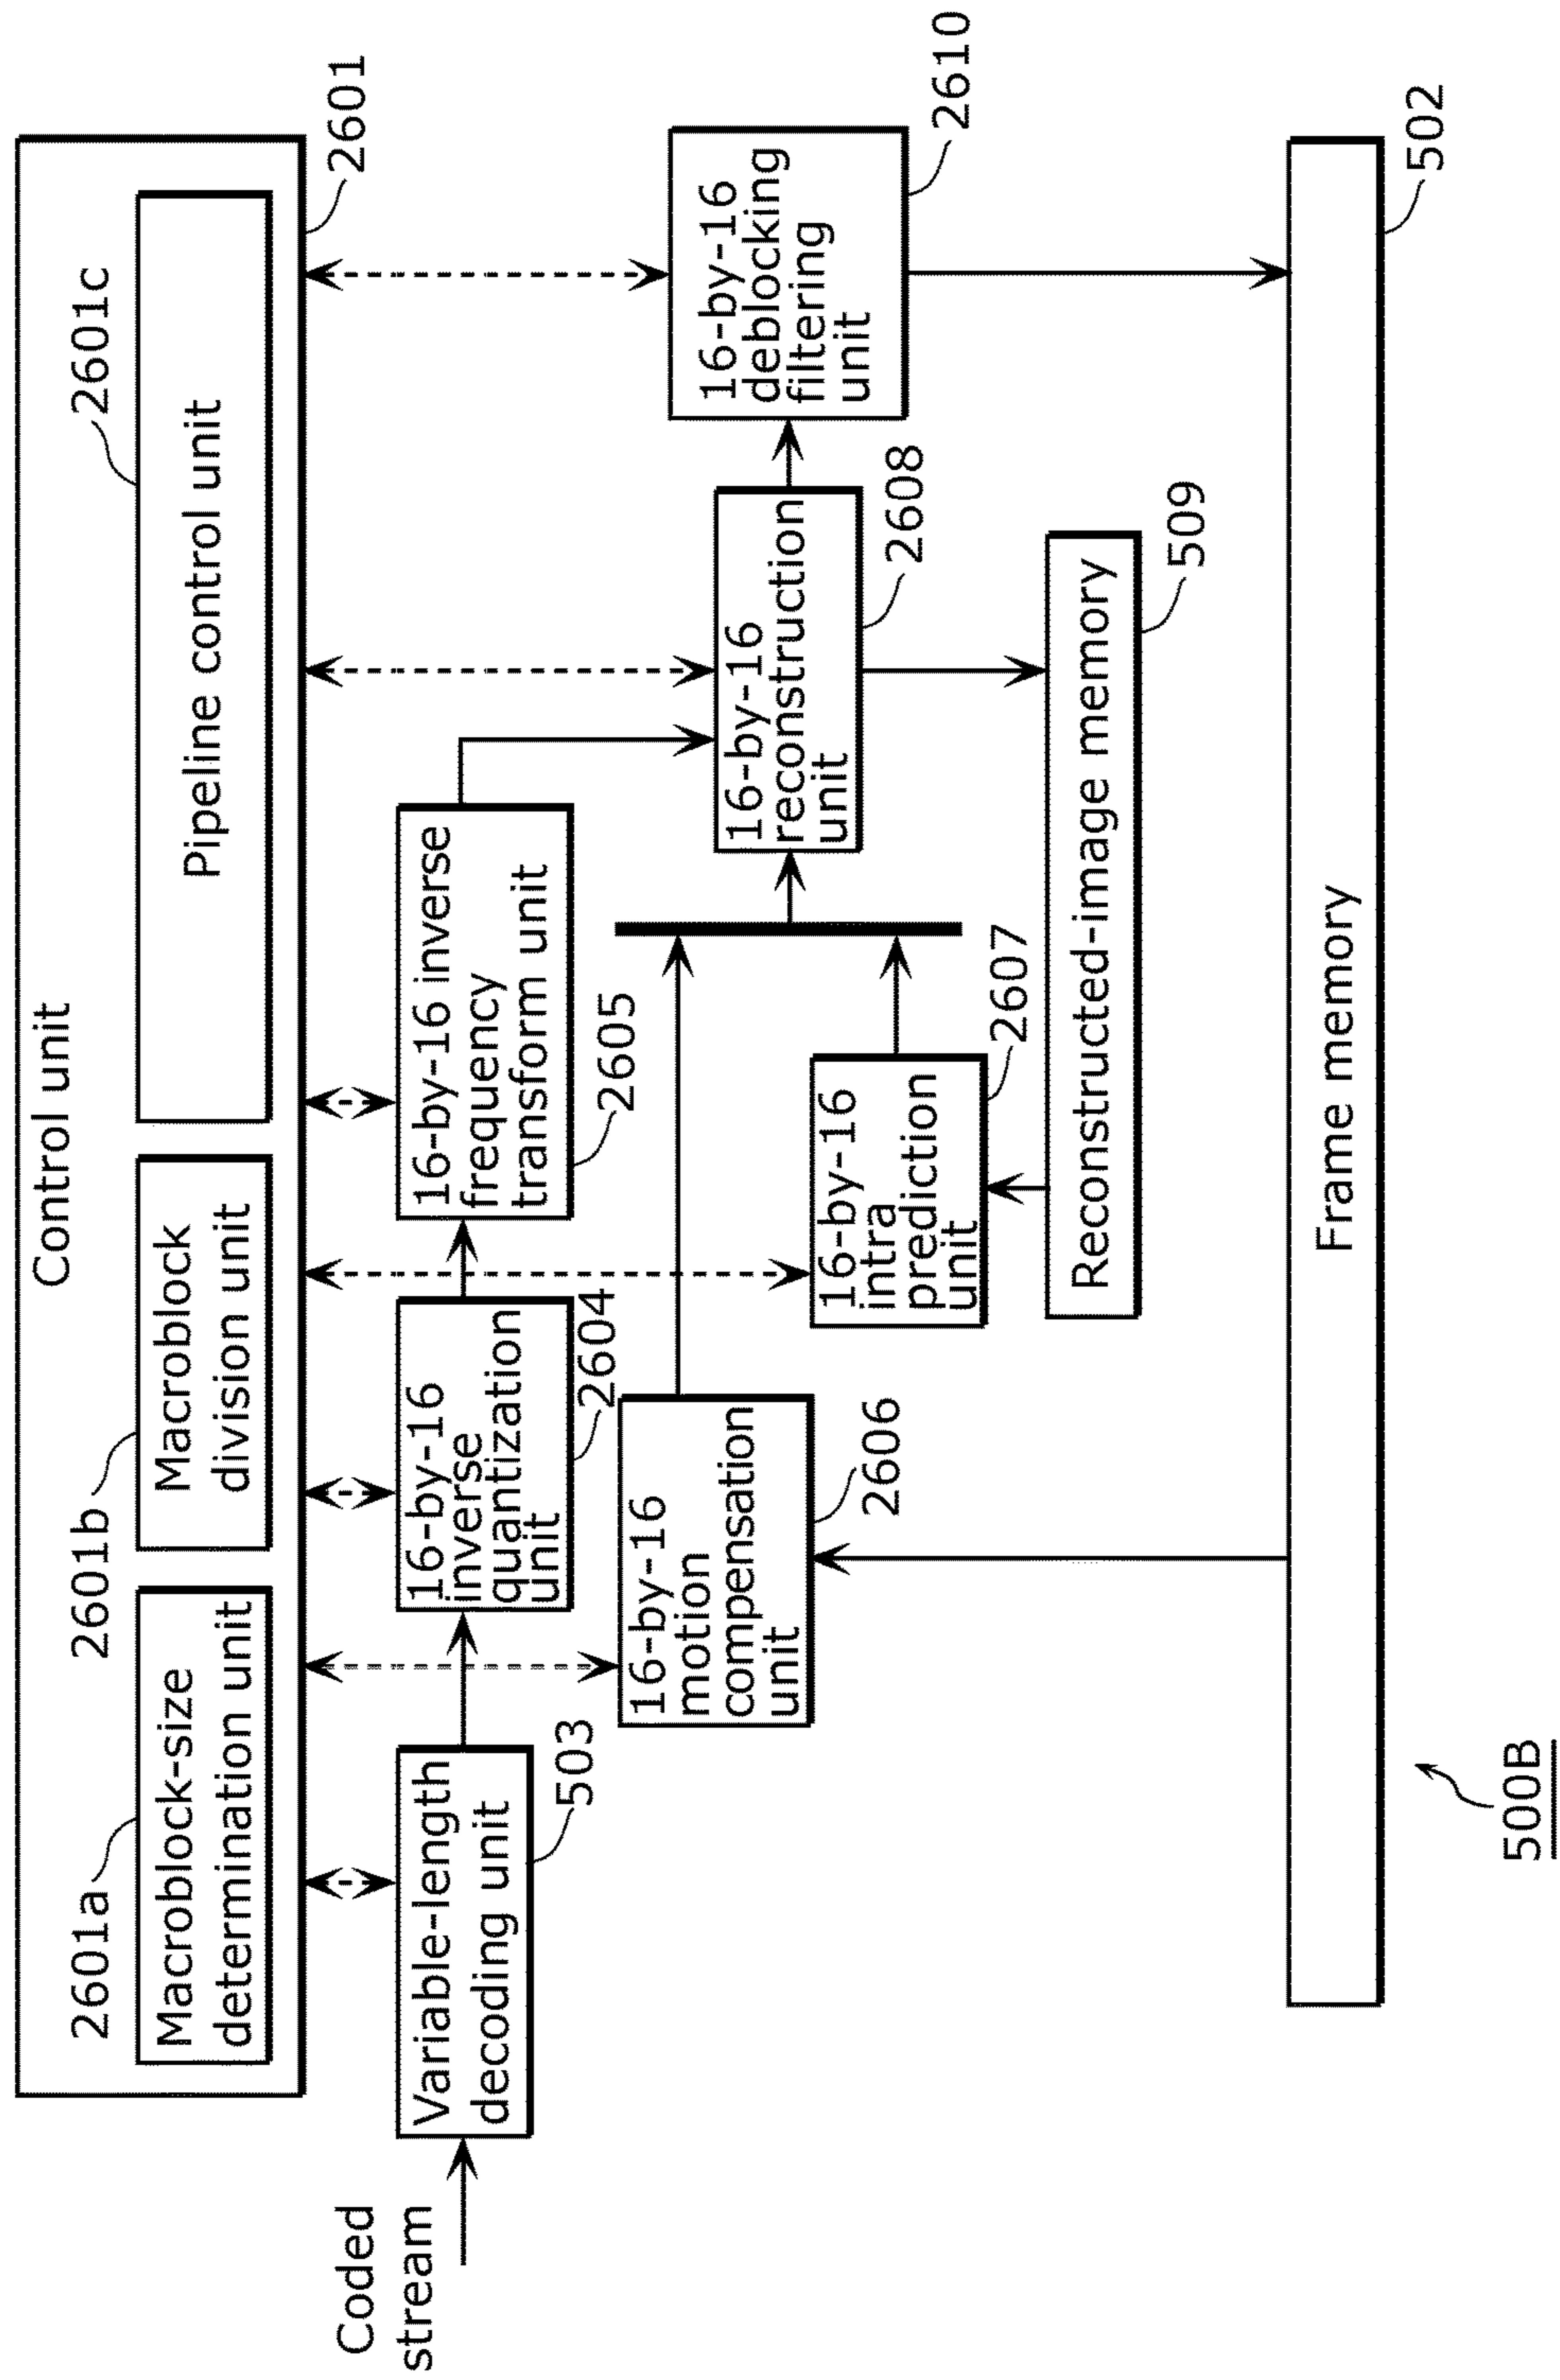 Control unit
2601a
2601b
2601c
2601
Macroblock-size
determination unit
Macroblock
division unit
Pipeline control unit
Coded
stream
Variable-length
decoding unit
503
16-by-16
inverse
quantization
unit
2604
16-by-16 inverse
frequency
transform unit
2605
16-by-16
motion
compensation
unit
2606
16-by-16
intra
prediction
unit
2607
16-by-16
reconstruction
unit
2608
16-by-16
deblocking
filtering
unit
2610
Reconstructed-image memory
509
Frame memory
502
500B